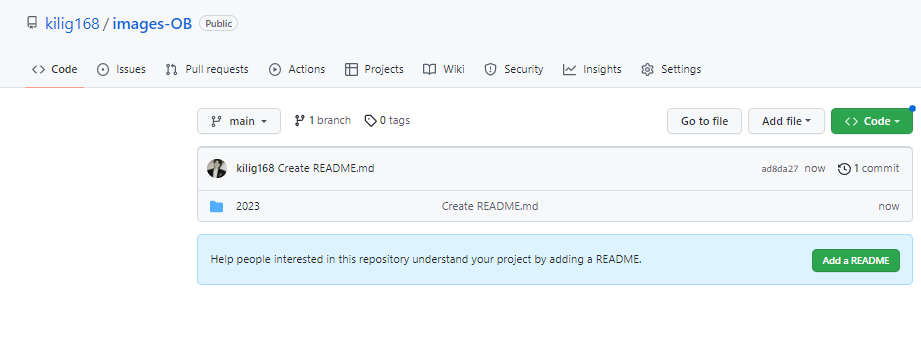 kilig168 / images-OB Public
Code Issues Pull requests Actions Projects Wiki Security Insights Settings
main 1 branch 0 tags Go to file Add file Code
kilig168 Create README.md ad8da27 now 1 commit
2023 Create README.md now
Help people interested in this repository understand your project by adding a README. Add a README